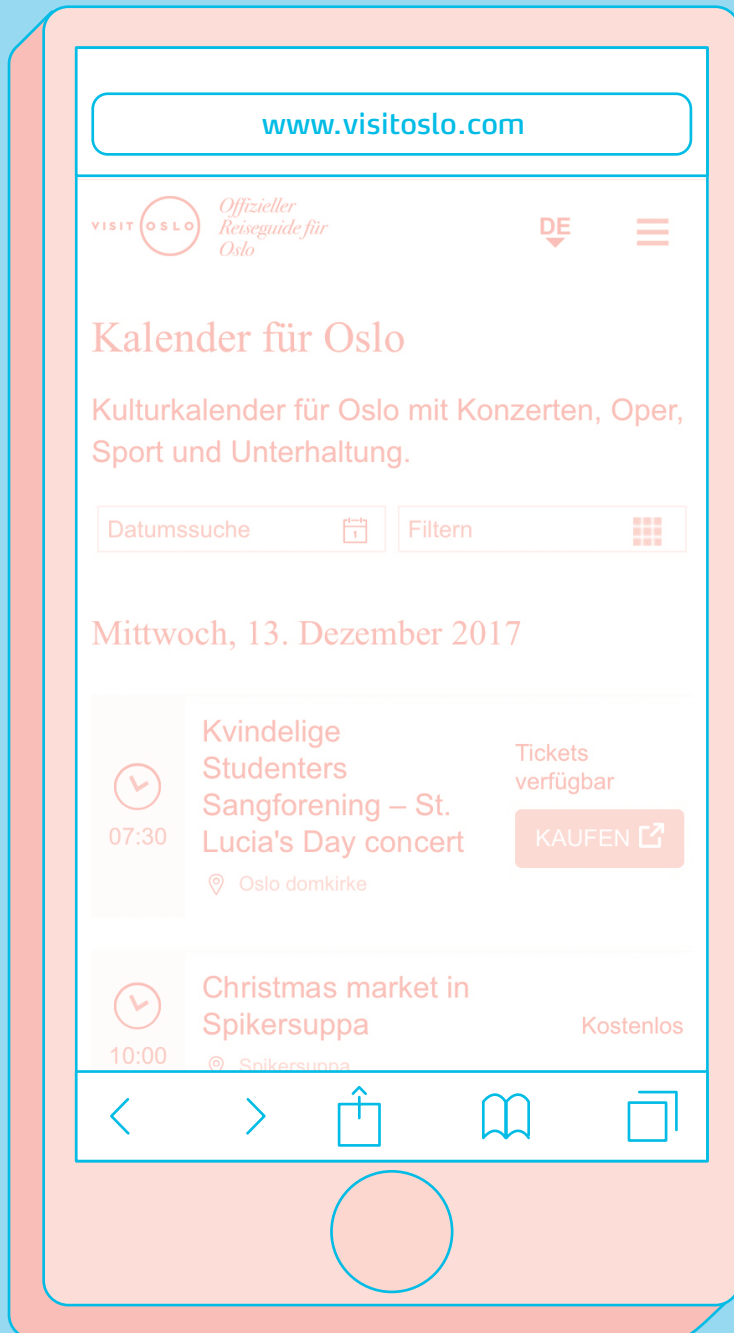 www.visitoslo.com
VISIT OSLO
Offizieller
Reiseguide für
Oslo
DE
Kalender für Oslo
Kulturkalender für Oslo mit Konzerten, Oper,
Sport und Unterhaltung.
Datumssuche 1 Filtern
Mittwoch, 13. Dezember 2017
07:30
Kvindelige
Studenters
Sangforening – St.
Lucia's Day concert
Oslo domkirke
Tickets
verfügbar
KAUFEN
10:00
Christmas market in
Spikersuppa
Spikersuppa
Kostenlos